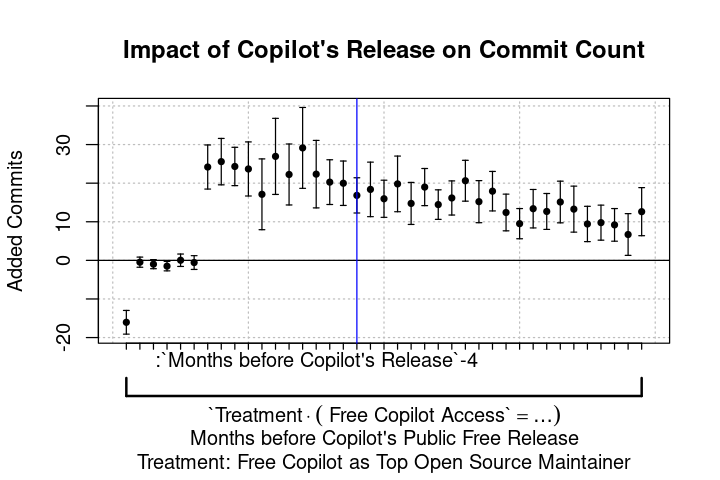 Impact of Copilot's Release on Commit Count
Added Commits
30
10
0
-20
:`Months before Copilot's Release`-4
`Treatment · ( Free Copilot Access` = ...)
Months before Copilot's Public Free Release
Treatment: Free Copilot as Top Open Source Maintainer